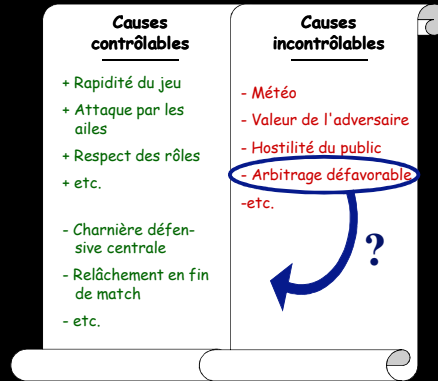 Causes
contrôlables
+ Rapidité du jeu
+ Attaque par les
ailes
+ Respect des rôles
+ etc.
- Charnière défen-
sive centrale
- Relâchement en fin
de match
- etc.
Causes
incontrôlables
- Météo
- Valeur de l'adversaire
- Hostilité du public
- Arbitrage défavorable
-etc.
?